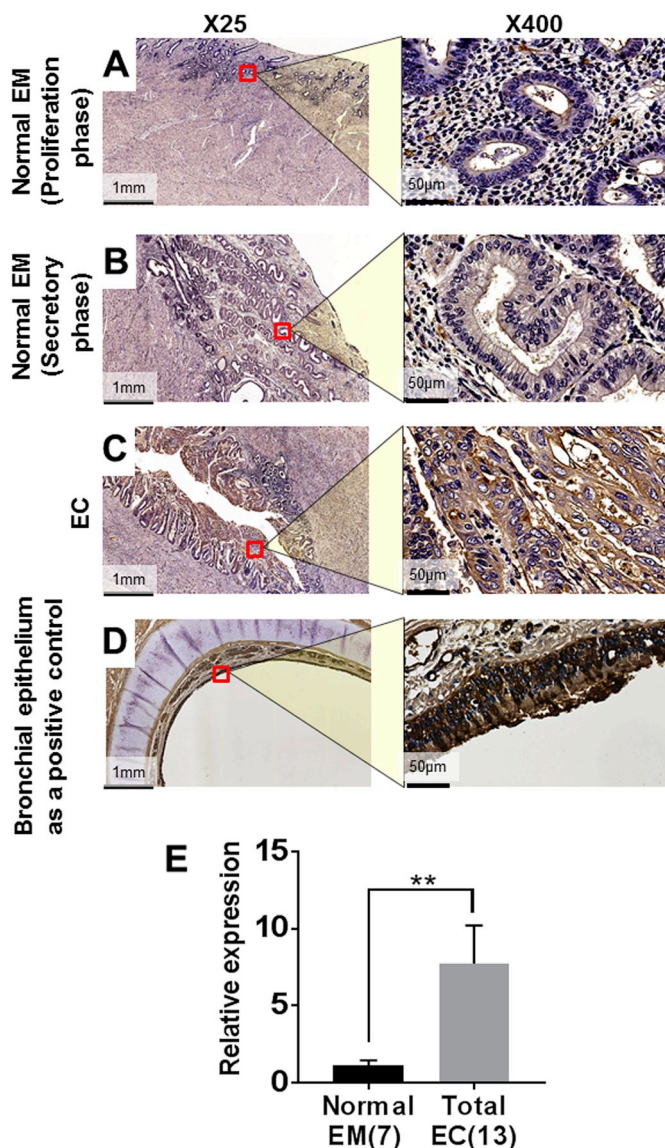 X25
X400
A
Normal EM
(Proliferation
phase)
1mm
50μm
B
Normal EM
(Secretory
phase)
1mm
50μm
C
EC
1mm
50μm
D
Bronchial epithelium
as a positive control
1mm
50μm
E
Relative expression
15
10
5
0
**
Normal
EM(7)
Total
EC(13)